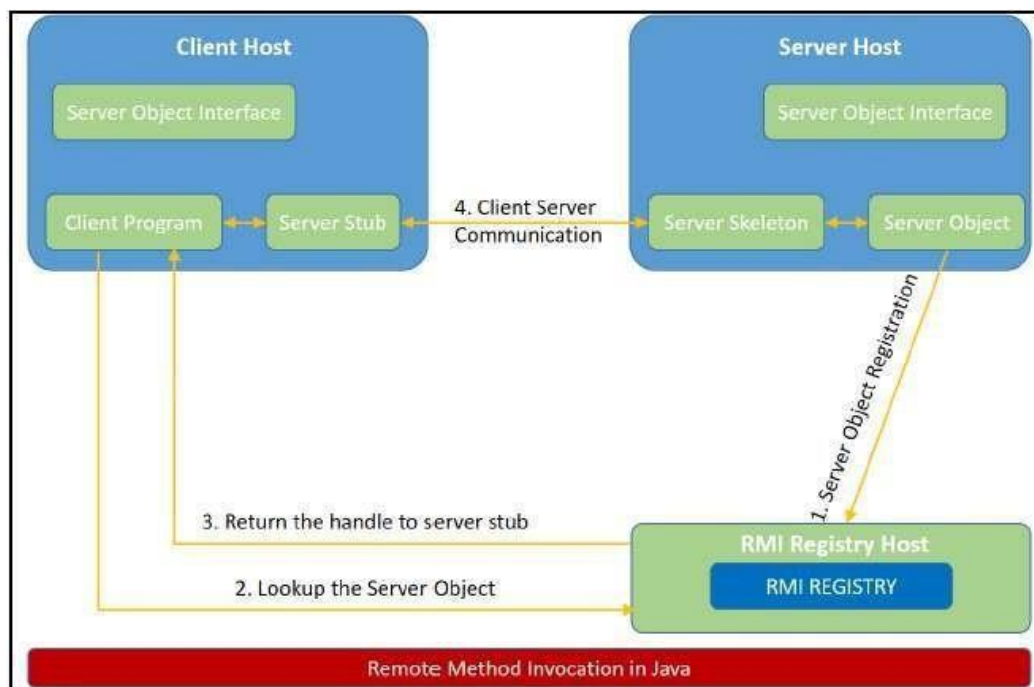 Client Host
Server Host
Server Object Interface
Server Object Interface
Client Program
Server Stub
4. Client Server
Communication
Server Skeleton
Server Object
1. Server Object Registration
3. Return the handle to server stub
RMI Registry Host
2. Lookup the Server Object
RMI REGISTRY
Remote Method Invocation in Java